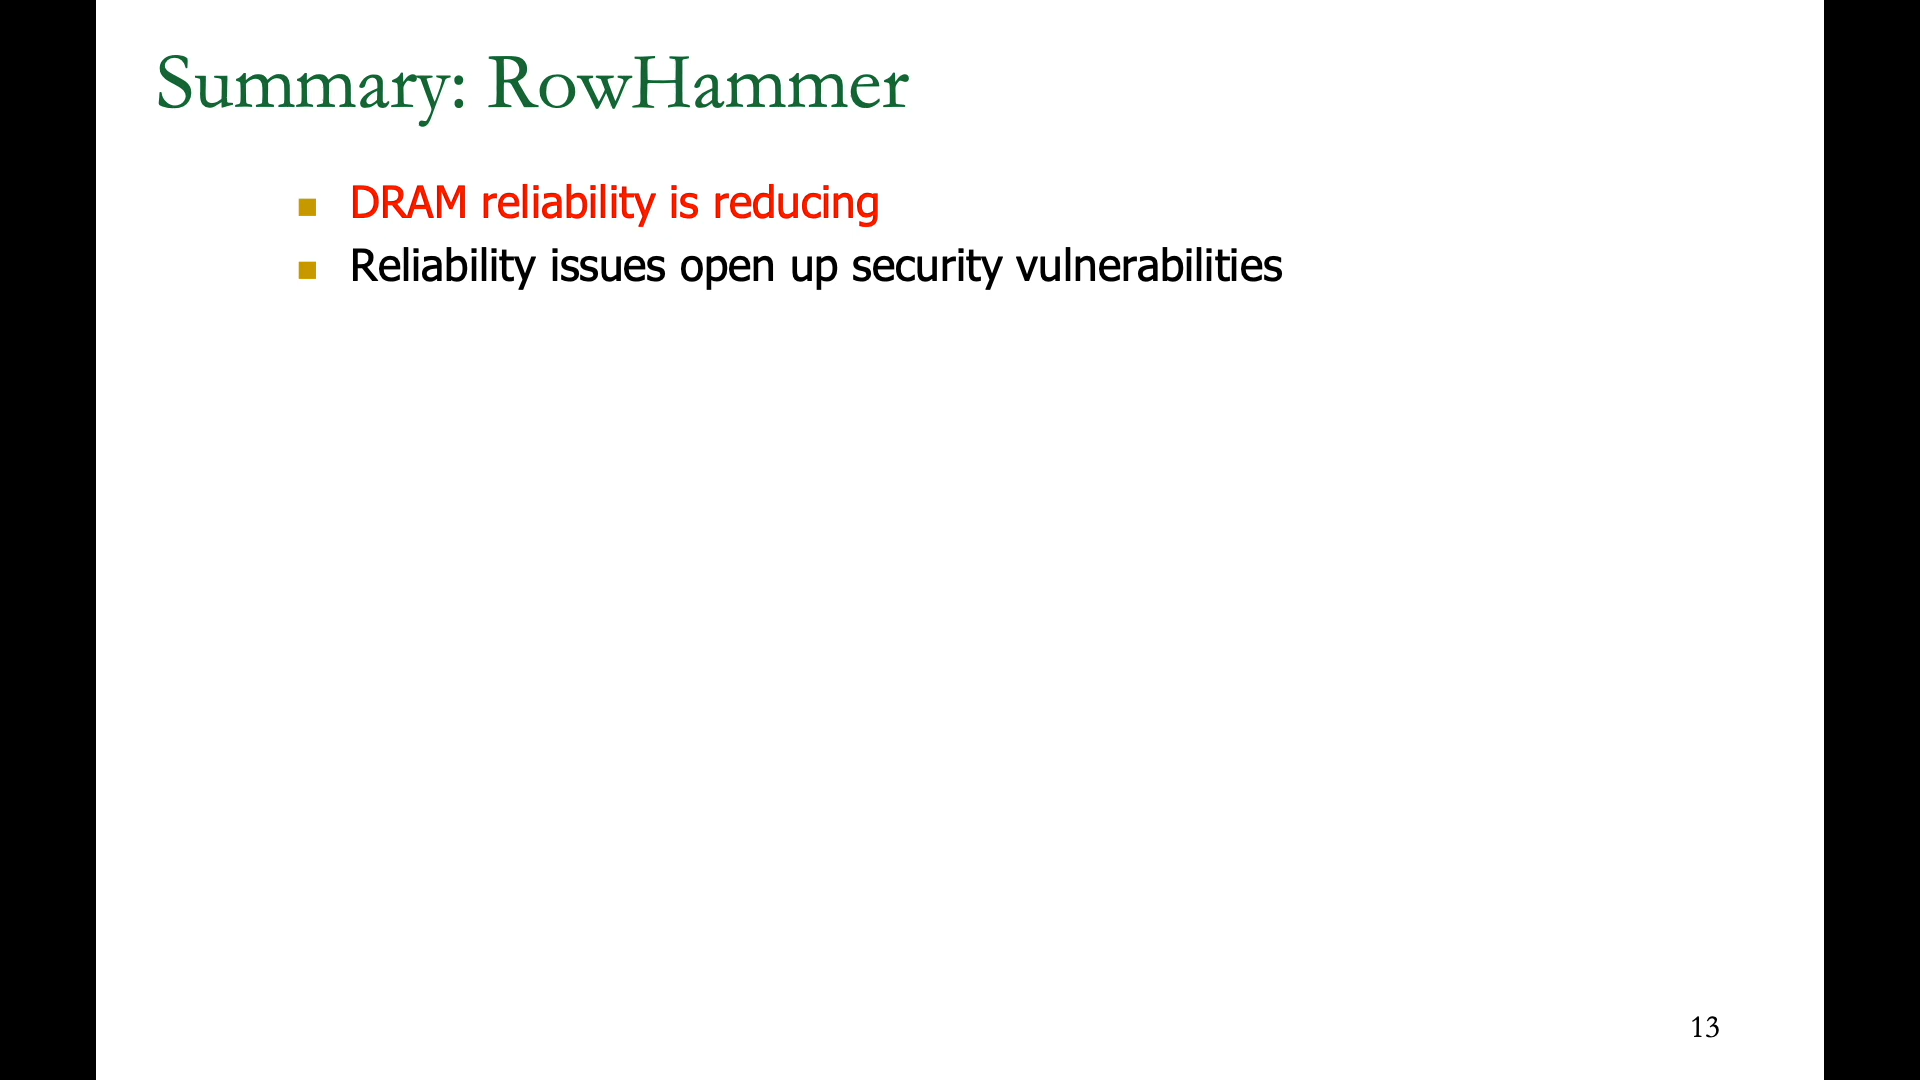 Summary: RowHammer
DRAM reliability is reducing
Reliability issues open up security vulnerabilities
13